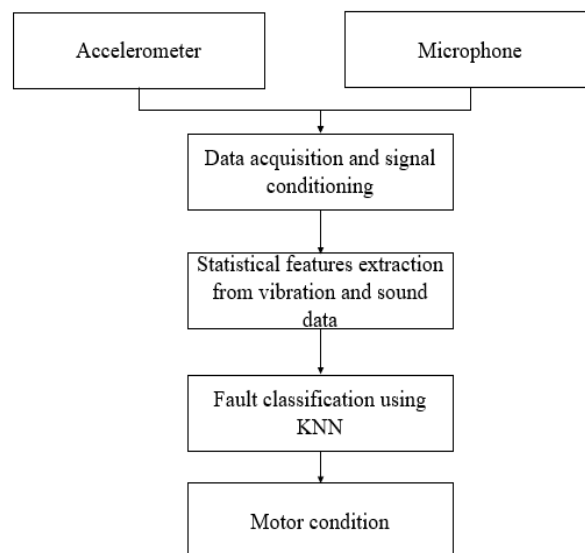 Accelerometer
Microphone
Data acquisition and signal
conditioning
Statistical features extraction
from vibration and sound
data
Fault classification using
KNN
Motor condition